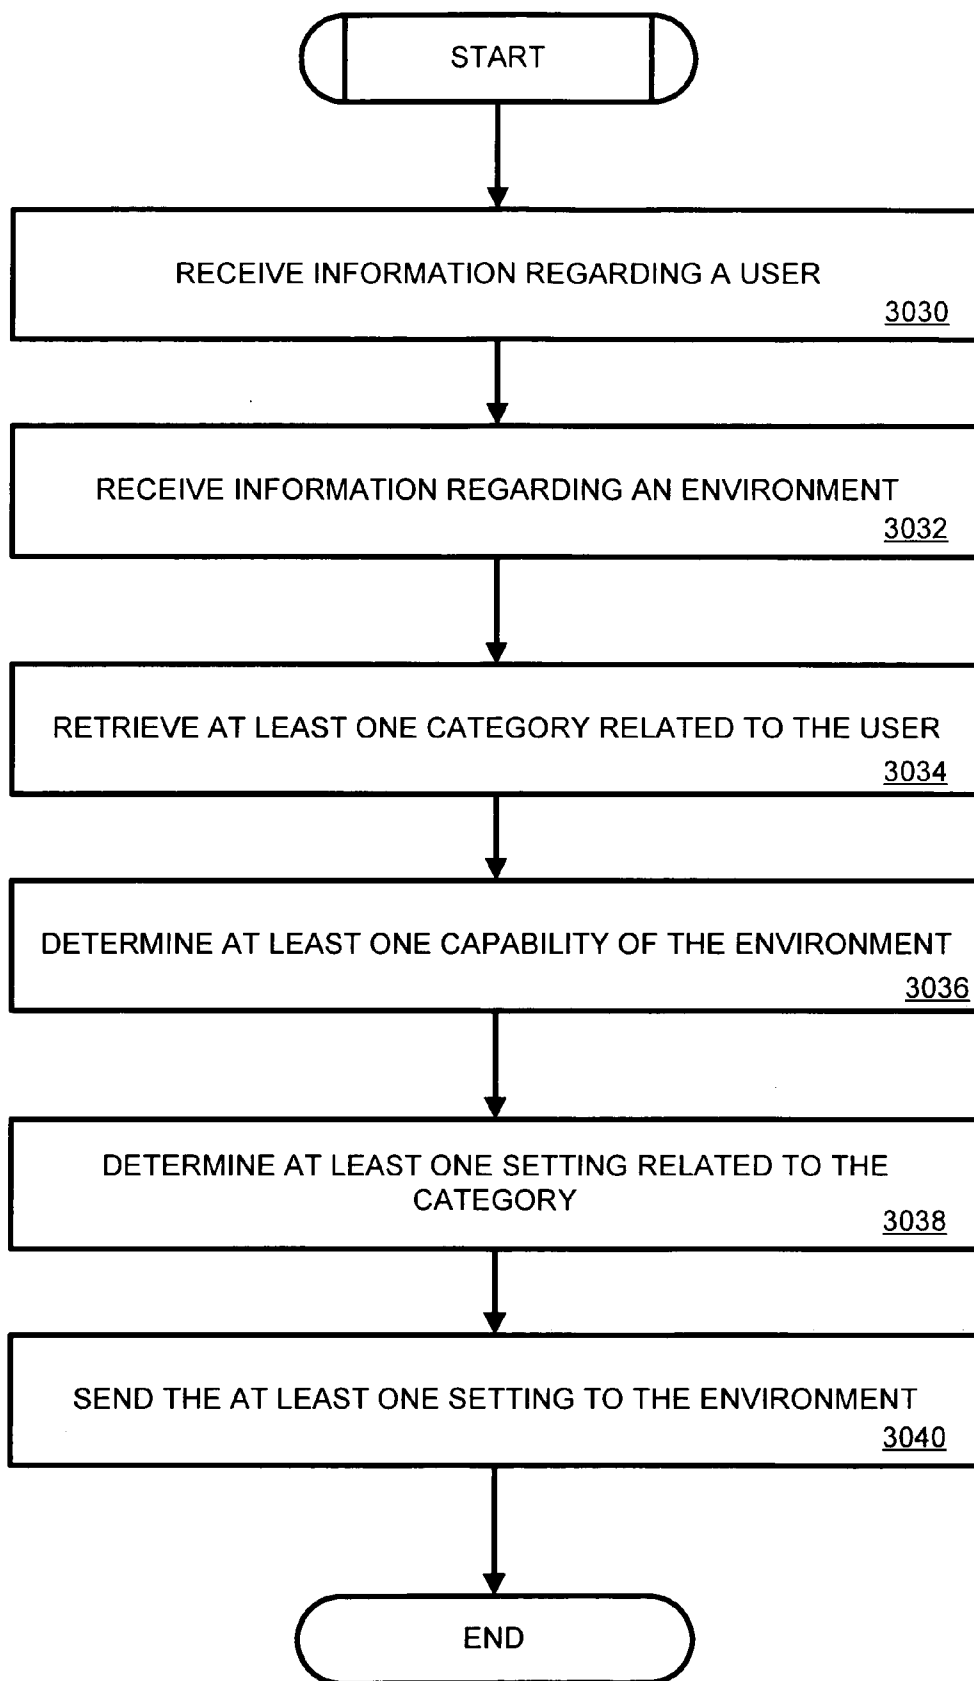 START
RECEIVE INFORMATION REGARDING A USER
3030
RECEIVE INFORMATION REGARDING AN ENVIRONMENT
3032
RETRIEVE AT LEAST ONE CATEGORY RELATED TO THE USER
3034
DETERMINE AT LEAST ONE CAPABILITY OF THE ENVIRONMENT
3036
DETERMINE AT LEAST ONE SETTING RELATED TO THE
CATEGORY
3038
SEND THE AT LEAST ONE SETTING TO THE ENVIRONMENT
3040
END